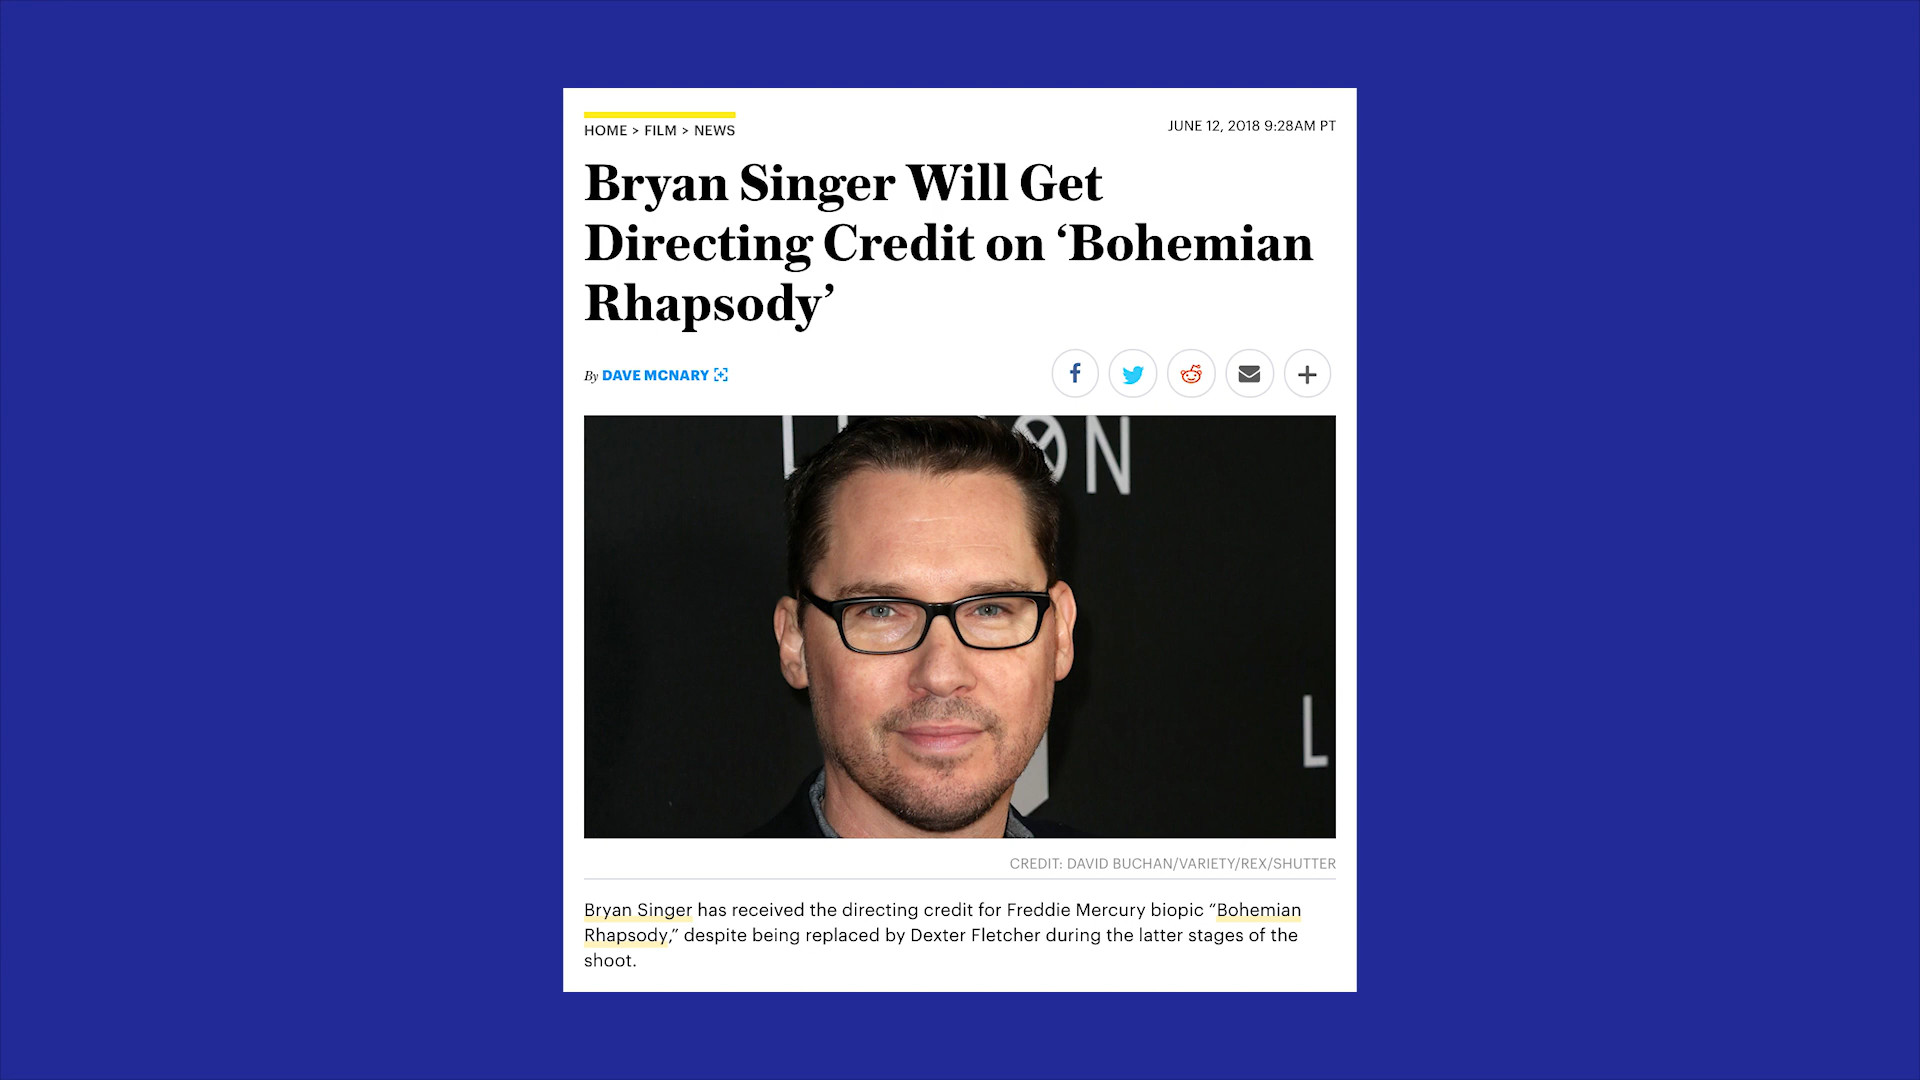 HOME > FILM > NEWS
JUNE 12, 2018 9:28AM PT
Bryan Singer Will Get
Directing Credit on ‘Bohemian
Rhapsody’
By DAVE MCNARY
L ON
L
CREDIT: DAVID BUCHAN/VARIETY/REX/SHUTTER
Bryan Singer has received the directing credit for Freddie Mercury biopic “Bohemian
Rhapsody,” despite being replaced by Dexter Fletcher during the latter stages of the
shoot.